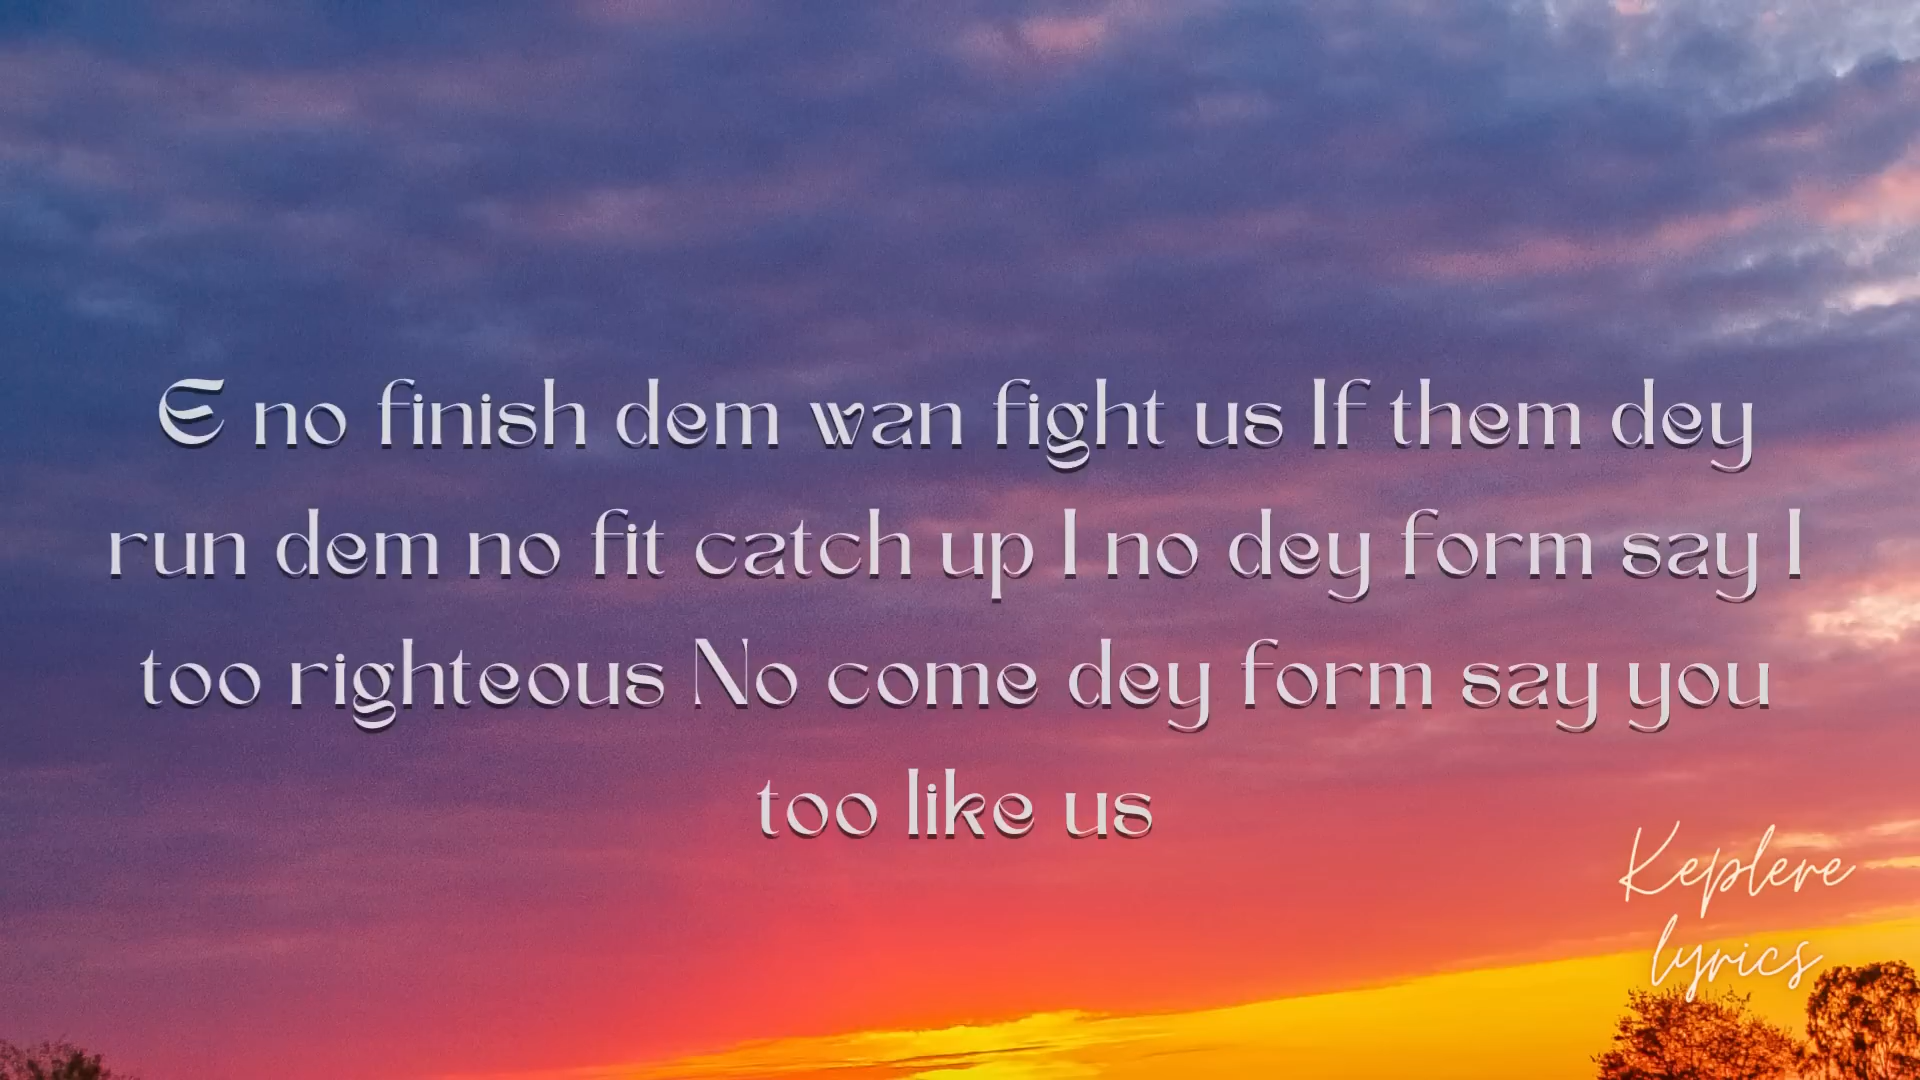 E no finish dem wan fight us If them dey
run dem no fit catch up I no dey form say I
too righteous No come dey form say you
too like us
Keplere
lyrics